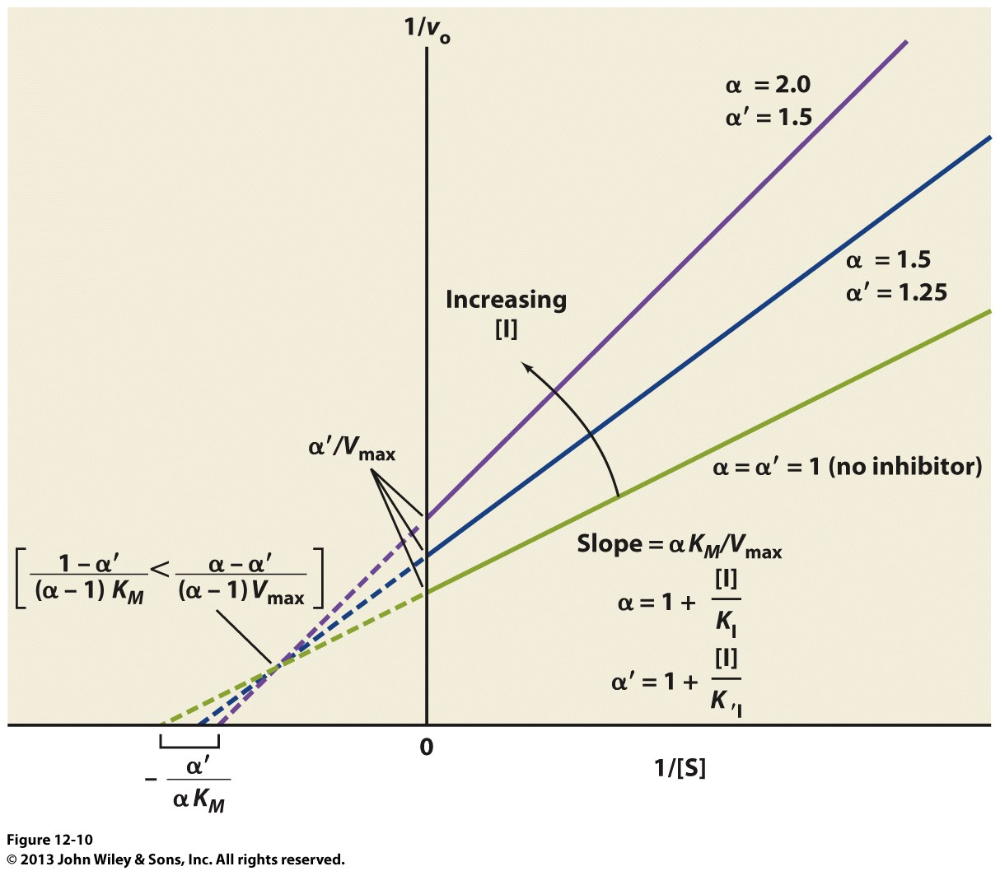 1/vo
α = 2.0
α′ = 1.5
α = 1.5
α′ = 1.25
Increasing
[I]
α′/Vmax
α = α′ = 1 (no inhibitor)
Slope = αKM/Vmax
[1 – α′ / (α – 1) KM < α – α′ / (α – 1) Vmax]
α = 1 + [I] / KI
α′ = 1 + [I] / K′I
0
1/[S]
– α′ / α KM
Figure 12-10
© 2013 John Wiley & Sons, Inc. All rights reserved.